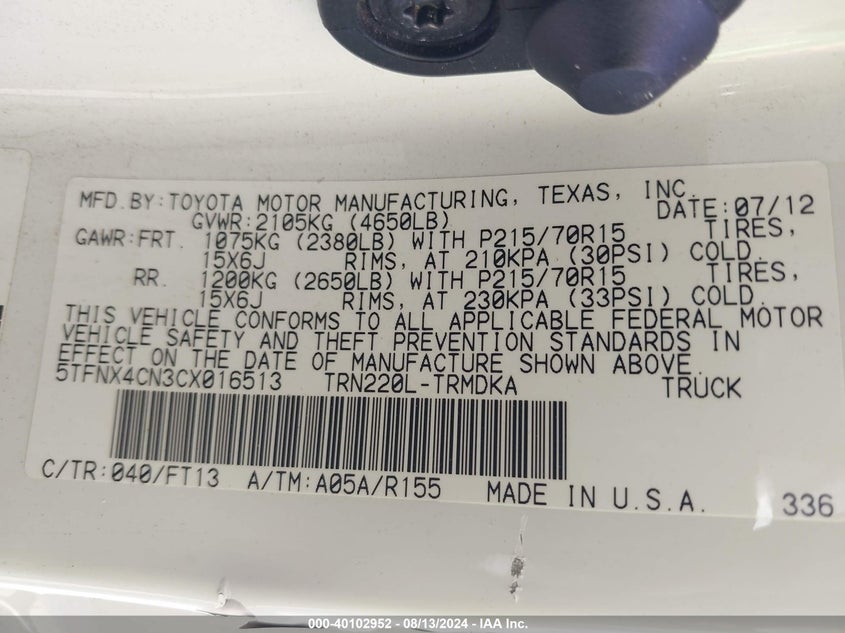 MFD.BY:TOYOTA MOTOR MANUFACTURING, TEXAS, INC.
GVWR:2105KG (4650LB) DATE:07/12
GAWR:FRT. 1075KG (2380LB) WITH P215/70R15 TIRES,
15X6J RIMS, AT 210KPA (30PSI) COLD.
RR. 1200KG (2650LB) WITH P215/70R15 TIRES,
15X6J RIMS, AT 230KPA (33PSI) COLD.
THIS VEHICLE CONFORMS TO ALL APPLICABLE FEDERAL MOTOR
VEHICLE SAFETY AND THEFT PREVENTION STANDARDS IN
EFFECT ON THE DATE OF MANUFACTURE SHOWN ABOVE.
5TFNX4CN3CX016513 TRN220L-TRMDKA TRUCK
C/TR:040/FT13 A/TM:A05A/R155 MADE IN U.S.A. 336
000-40102952 - 08/13/2024 - IAA Inc.